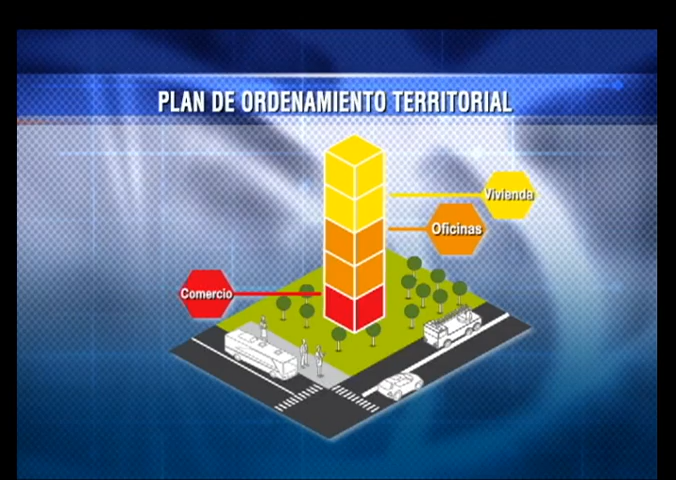 PLAN DE ORDENAMIENTO TERRITORIAL
Vivienda
Oficinas
Comercio